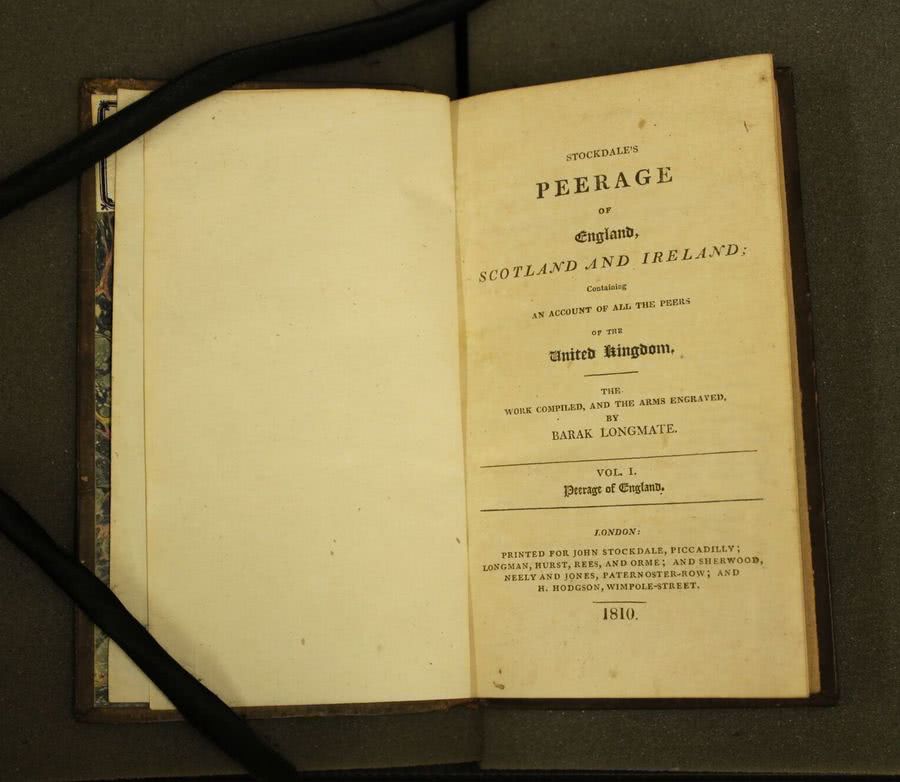 STOCKDALE'S
PEERAGE
OF
England,
SCOTLAND AND IRELAND;
Containing
AN ACCOUNT OF ALL THE PEERS
OF THE
United Kingdom,
THE
WORK COMPILED, AND THE ARMS ENGRAVED,
BY
BARAK LONGMATE.
VOL. I.
Peerage of England.
LONDON:
PRINTED FOR JOHN STOCKDALE, PICCADILLY;
LONGMAN, HURST, REES, AND ORME; AND SHERWOOD,
NEELY AND JONES, PATERNOSTER-ROW; AND
H. HODGSON, WIMPOLE-STREET.
1810.